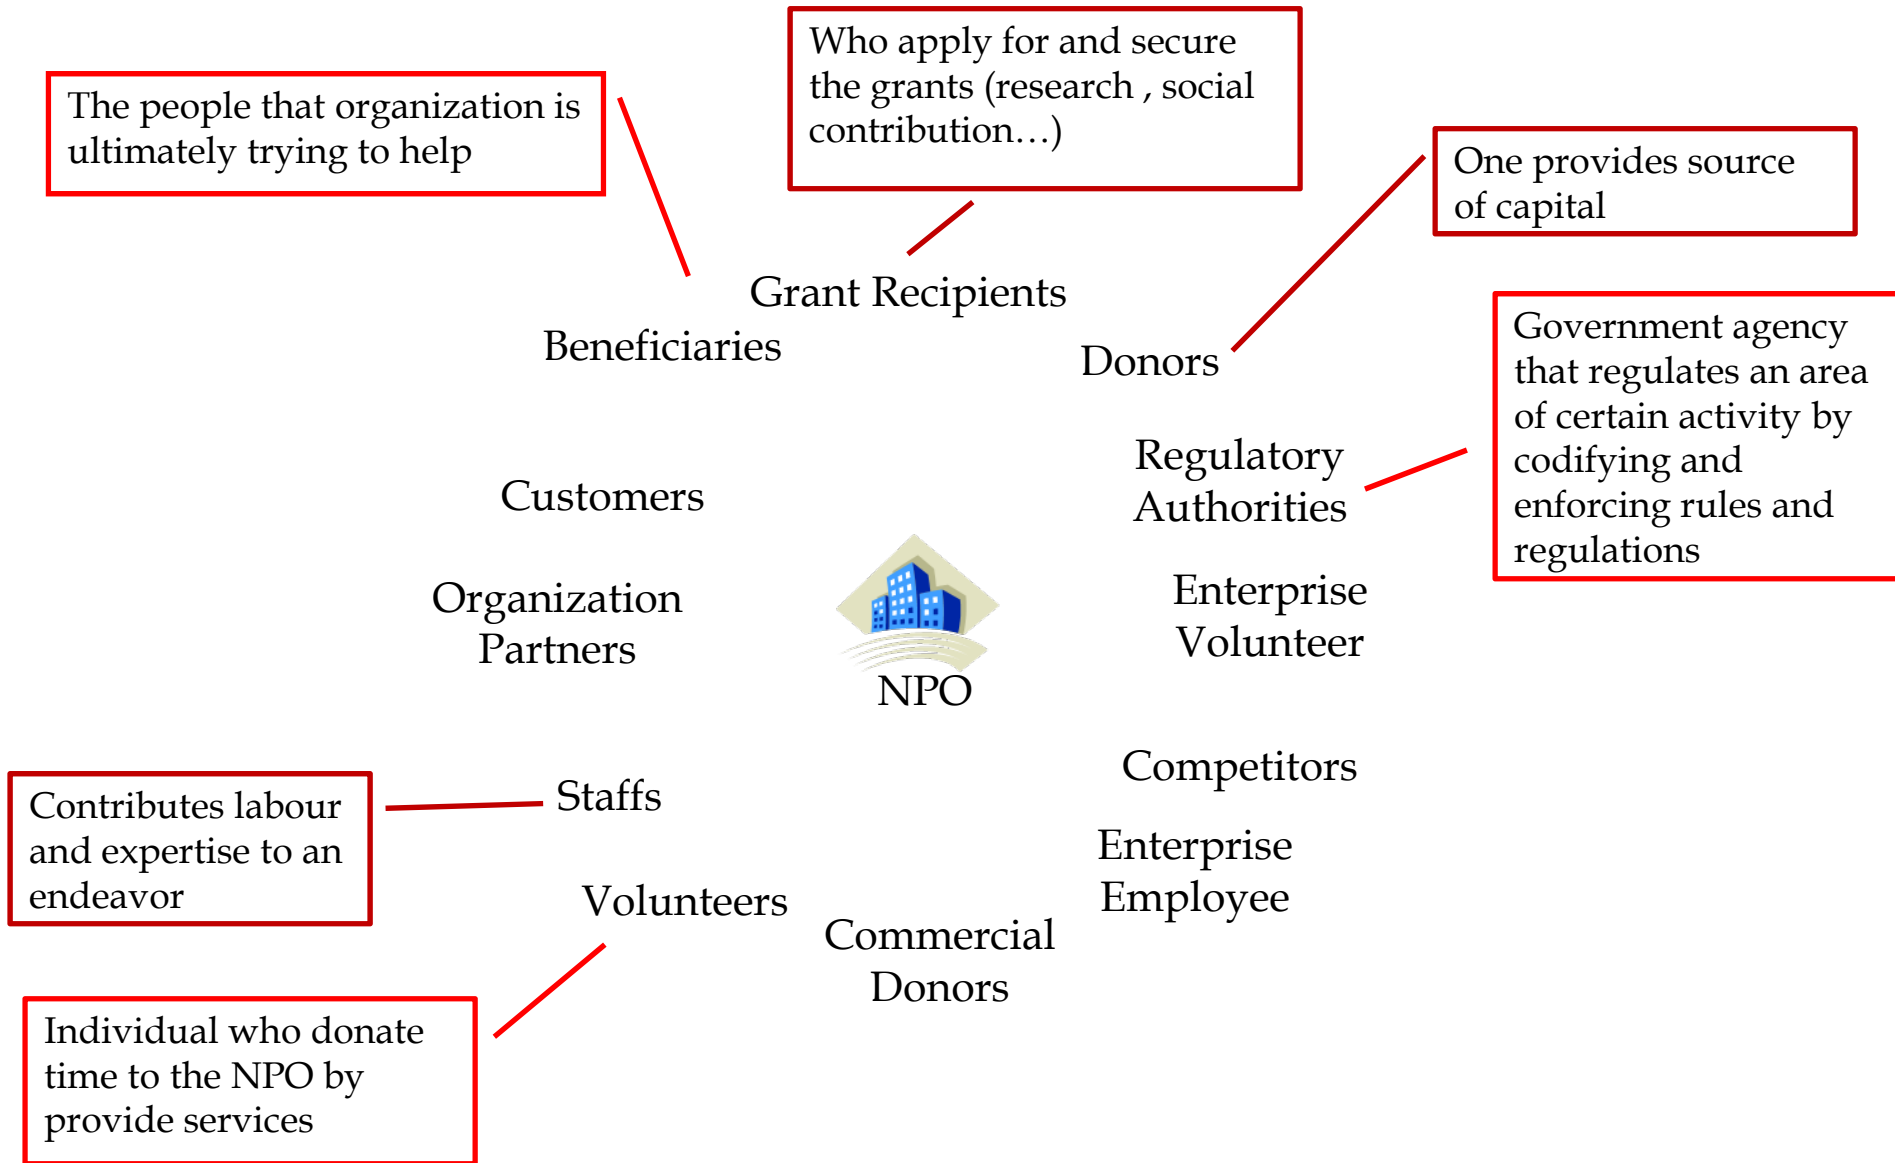 Who apply for and secure
the grants (research , social
contribution…)
The people that organization is
ultimately trying to help
One provides source
of capital
Grant Recipients
Beneficiaries
Donors
Government agency
that regulates an area
of certain activity by
codifying and
enforcing rules and
regulations
Regulatory
Authorities
Customers
Organization
Partners
Enterprise
Volunteer
NPO
Competitors
Staffs
Contributes labour
and expertise to an
endeavor
Enterprise
Employee
Volunteers
Commercial
Donors
Individual who donate
time to the NPO by
provide services